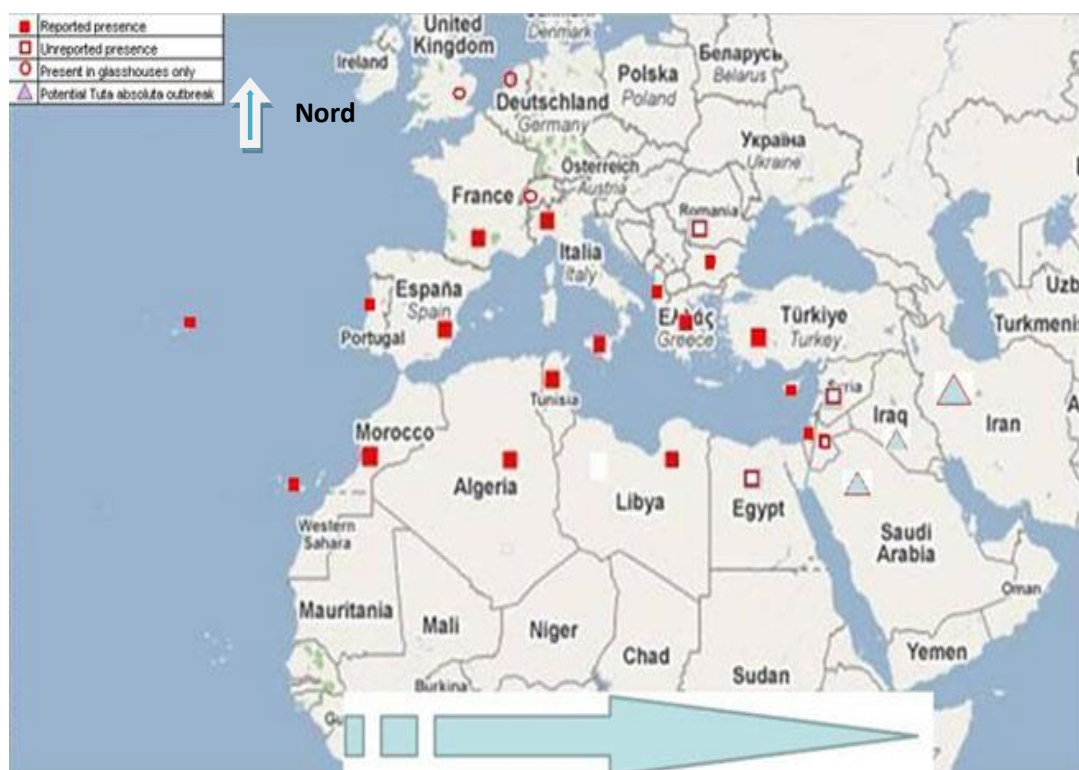 Reported presence
Unreported presence
Present in glasshouses only
Potential Tuta absoluta outbreak
Nord
United
Kingdom
Denmark
Ireland
Беларусь
Belarus
Polska
Poland
Deutschland
Germany
Україна
Ukraine
Österreich
Austria
France
Romania
Italia
Italy
España
Spain
Portugal
Ελλάς
Greece
Türkiye
Turkey
Uzb
Turkmenis
Tunisia
Syria
Iraq
Iran
A
Morocco
Algeria
Libya
Egypt
Western
Sahara
Saudi
Arabia
Oman
Mauritania
Mali
Niger
Chad
Sudan
Yemen
Burkina
Gu